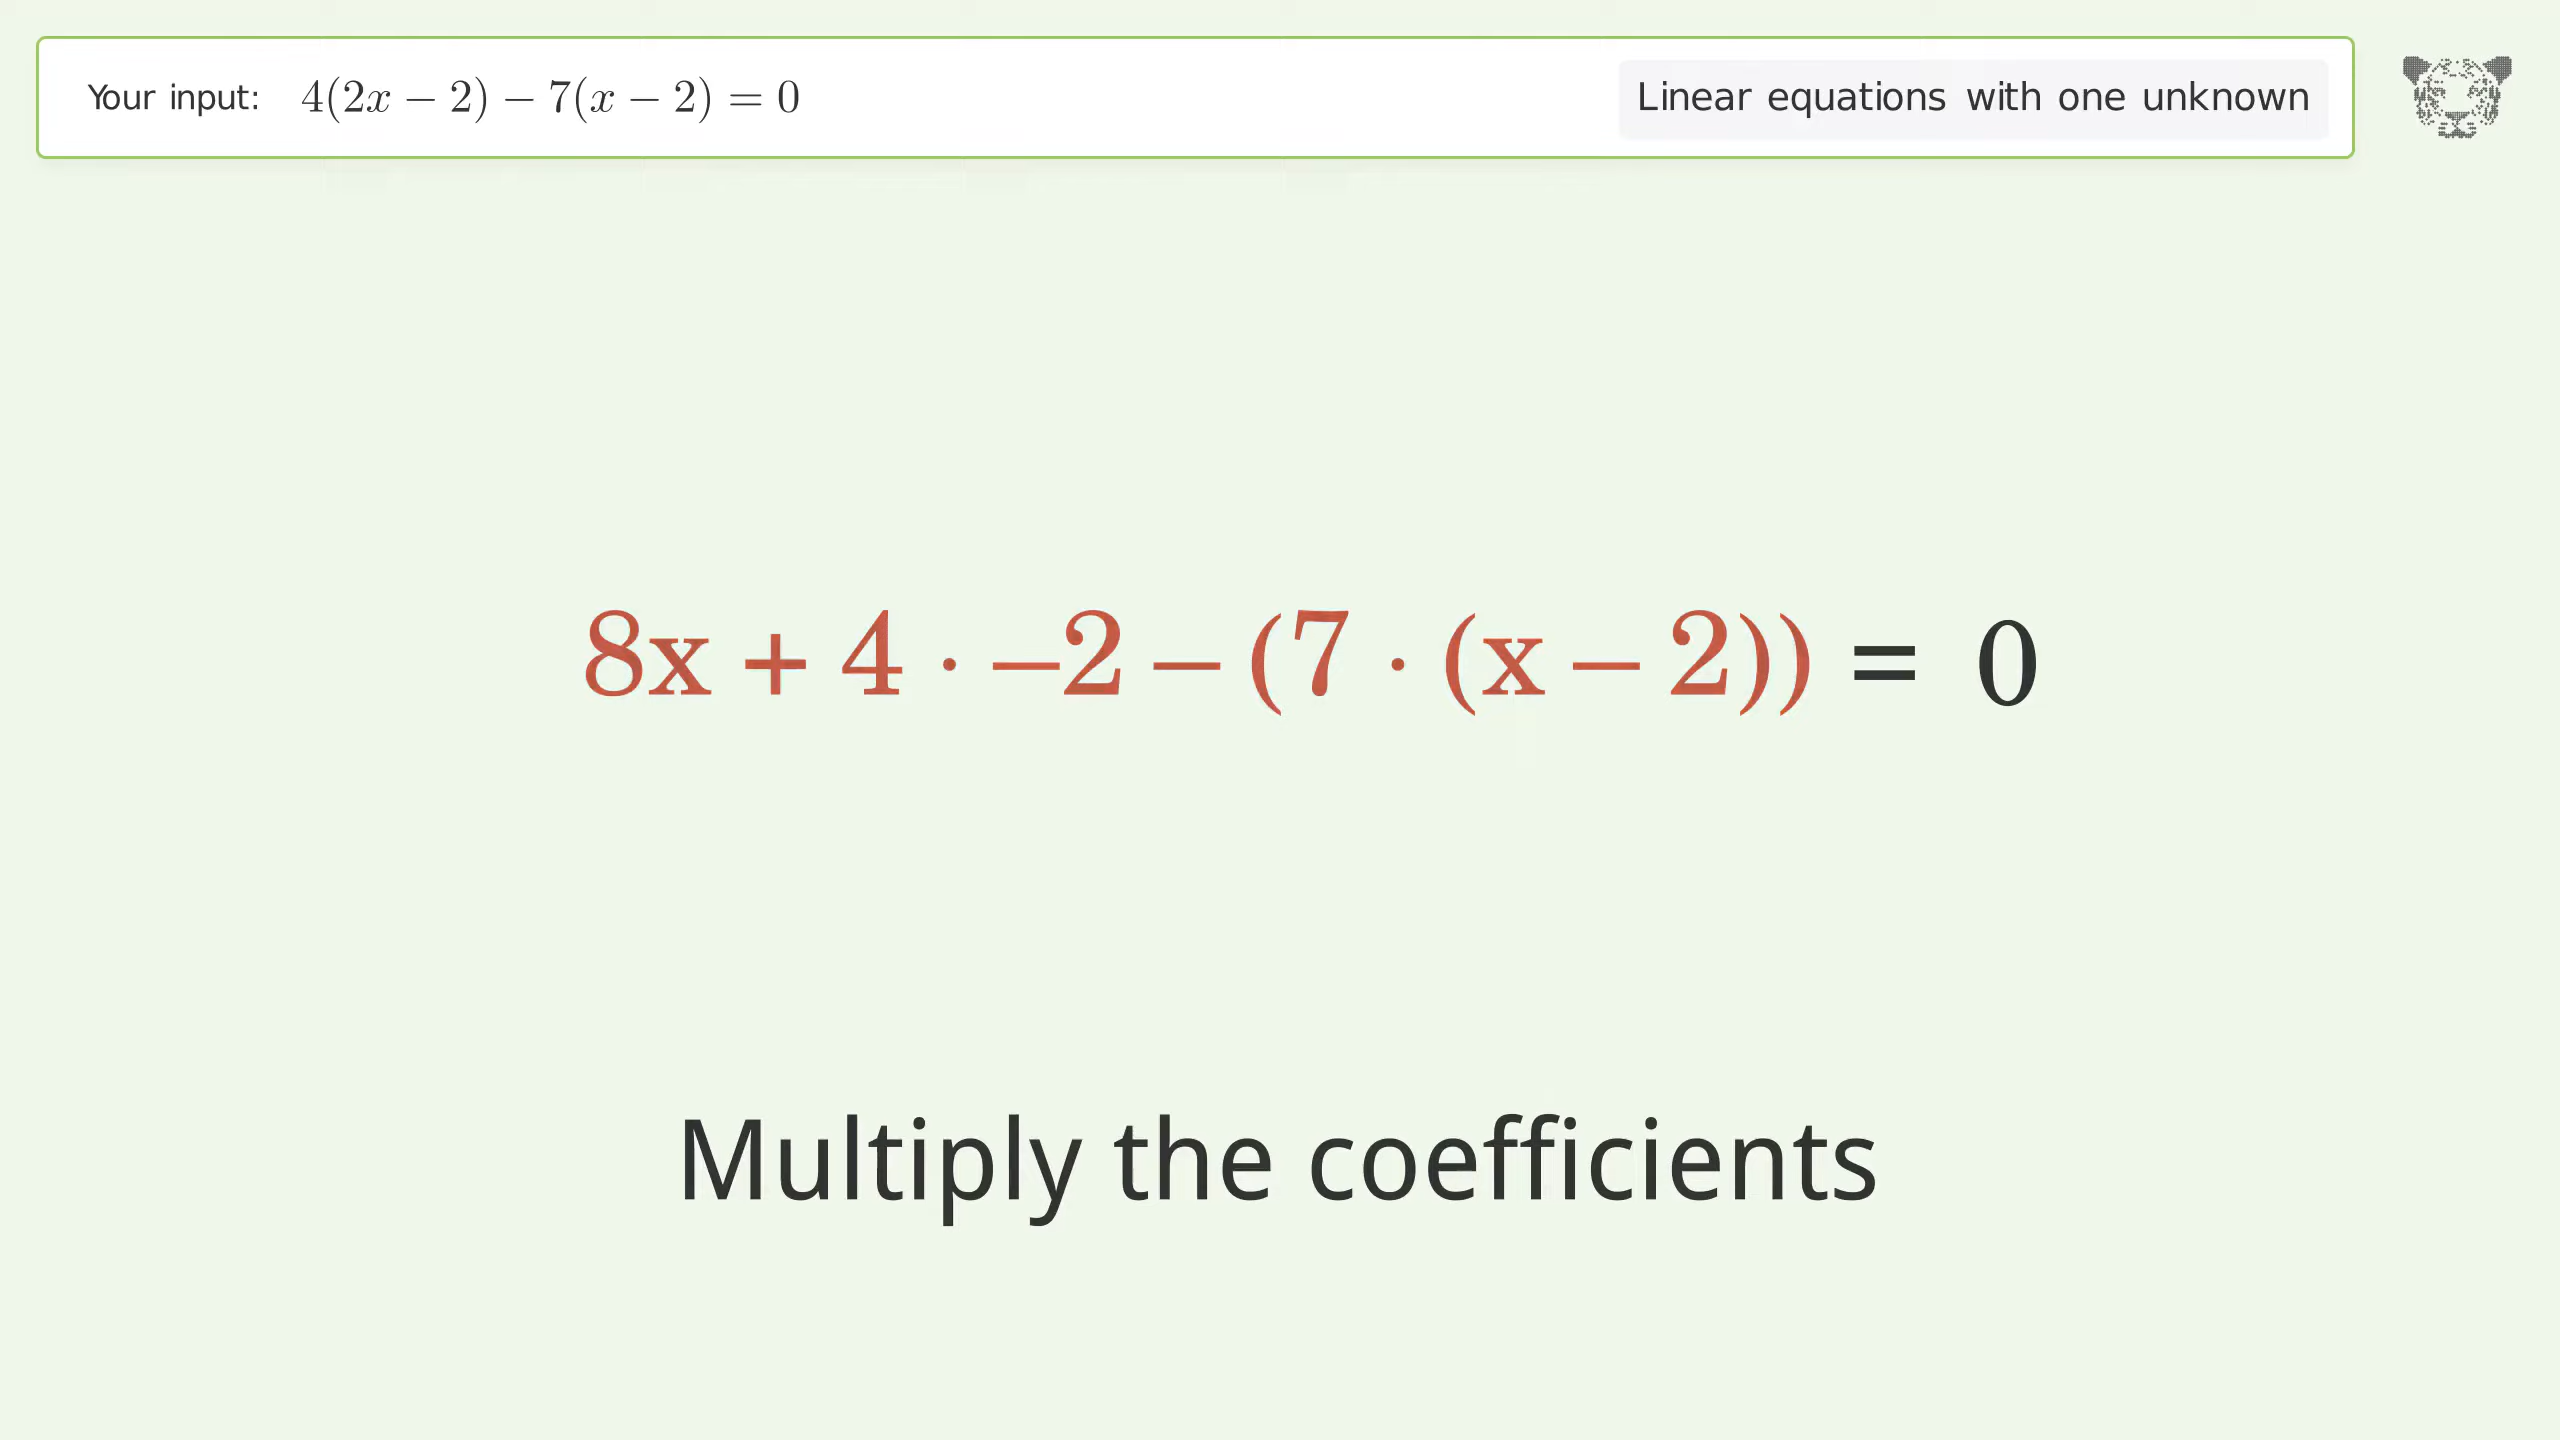 Your input: 4(2x − 2) − 7(x − 2) = 0
Linear equations with one unknown
8x + 4 · −2 − (7 · (x − 2)) = 0
Multiply the coefficients